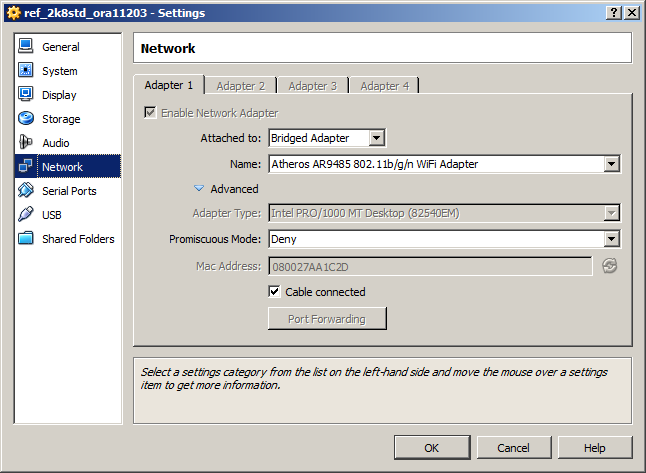 ref_2k8std_ora11203 - Settings
General
System
Display
Storage
Audio
Network
Serial Ports
USB
Shared Folders
Network
Adapter 1 Adapter 2 Adapter 3 Adapter 4
Enable Network Adapter
Attached to: Bridged Adapter
Name: Atheros AR9485 802.11b/g/n WiFi Adapter
Advanced
Adapter Type: Intel PRO/1000 MT Desktop (82540EM)
Promiscuous Mode: Deny
Mac Address: 080027AA1C2D
Cable connected
Port Forwarding
Select a settings category from the list on the left-hand side and move the mouse over a settings
item to get more information.
OK Cancel Help